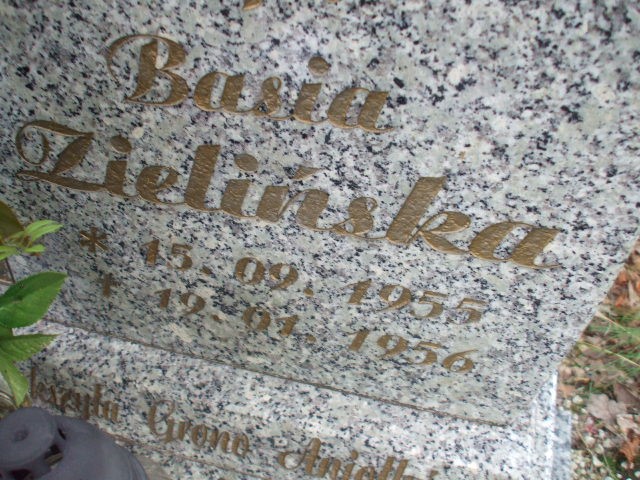 Basia
Zielińska
* 15. 09. 1955
+ 19. 01. 1956
Grono